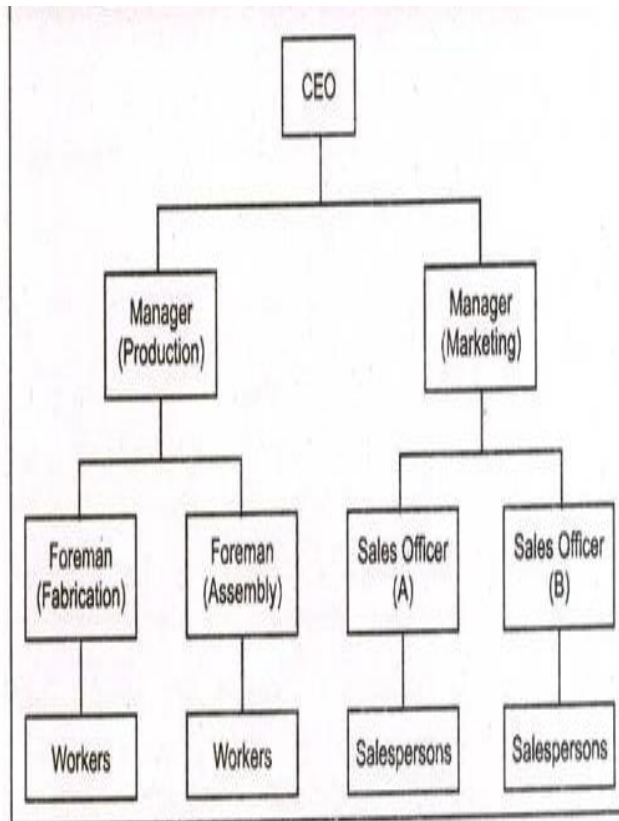 CEO
Manager
(Production)
Manager
(Marketing)
Foreman
(Fabrication)
Foreman
(Assembly)
Sales Officer
(A)
Sales Officer
(B)
Workers
Workers
Salespersons
Salespersons